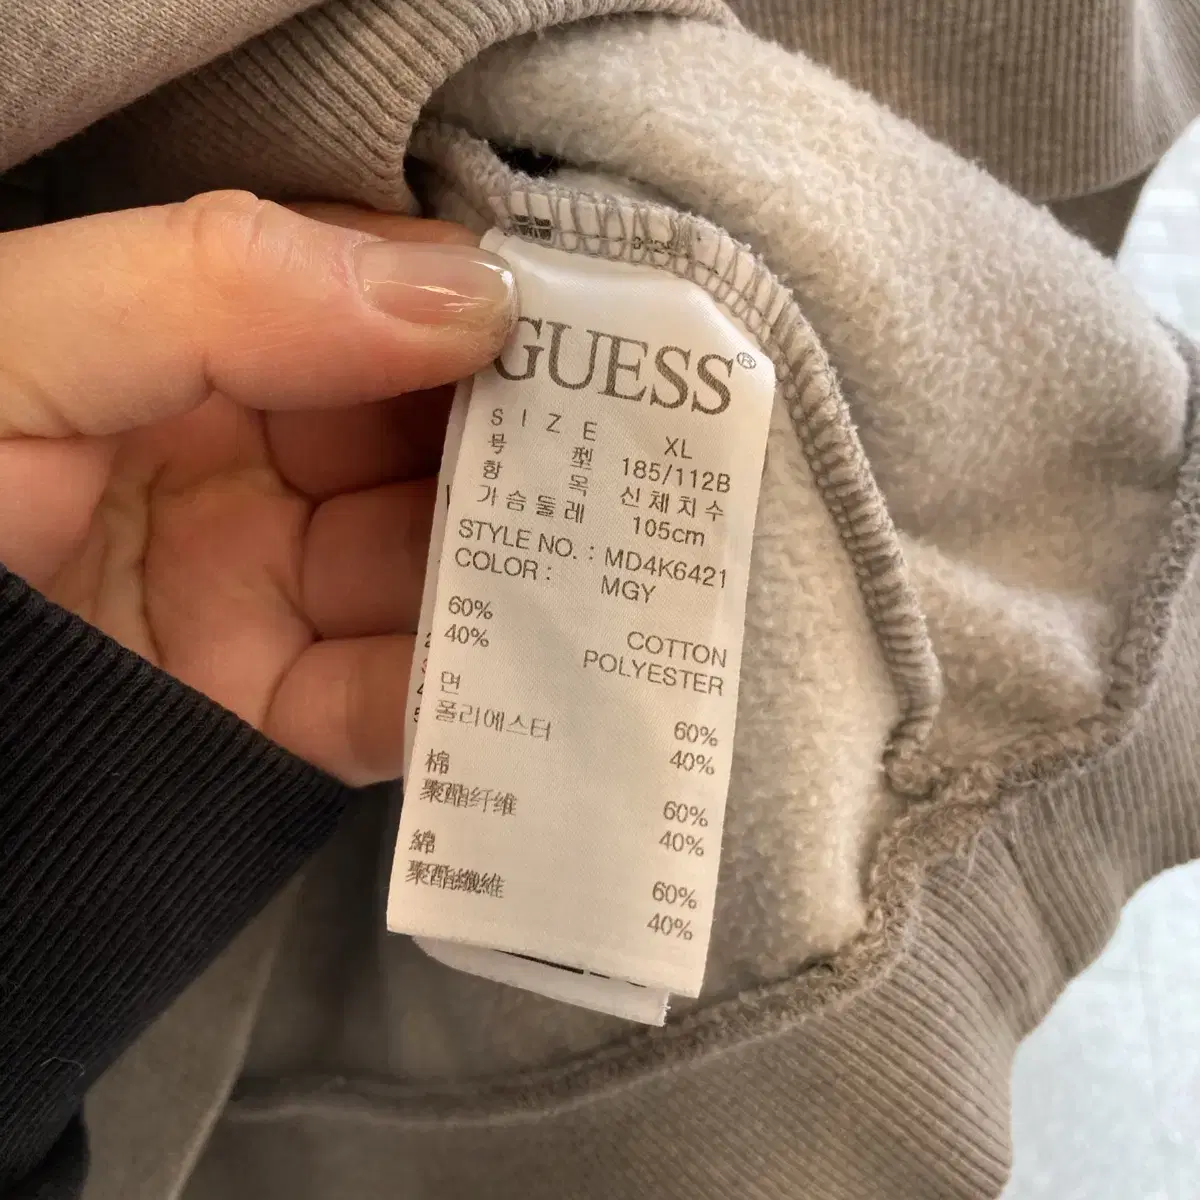 GUESS®
SIZE XL
号型 185/112B
항목 신체치수
가슴둘레 105cm
STYLE NO. : MD4K6421
COLOR : MGY
60% COTTON
40% POLYESTER
면 60%
폴리에스터 40%
棉 60%
聚酯纤维 40%
綿 60%
聚酯纖維 40%